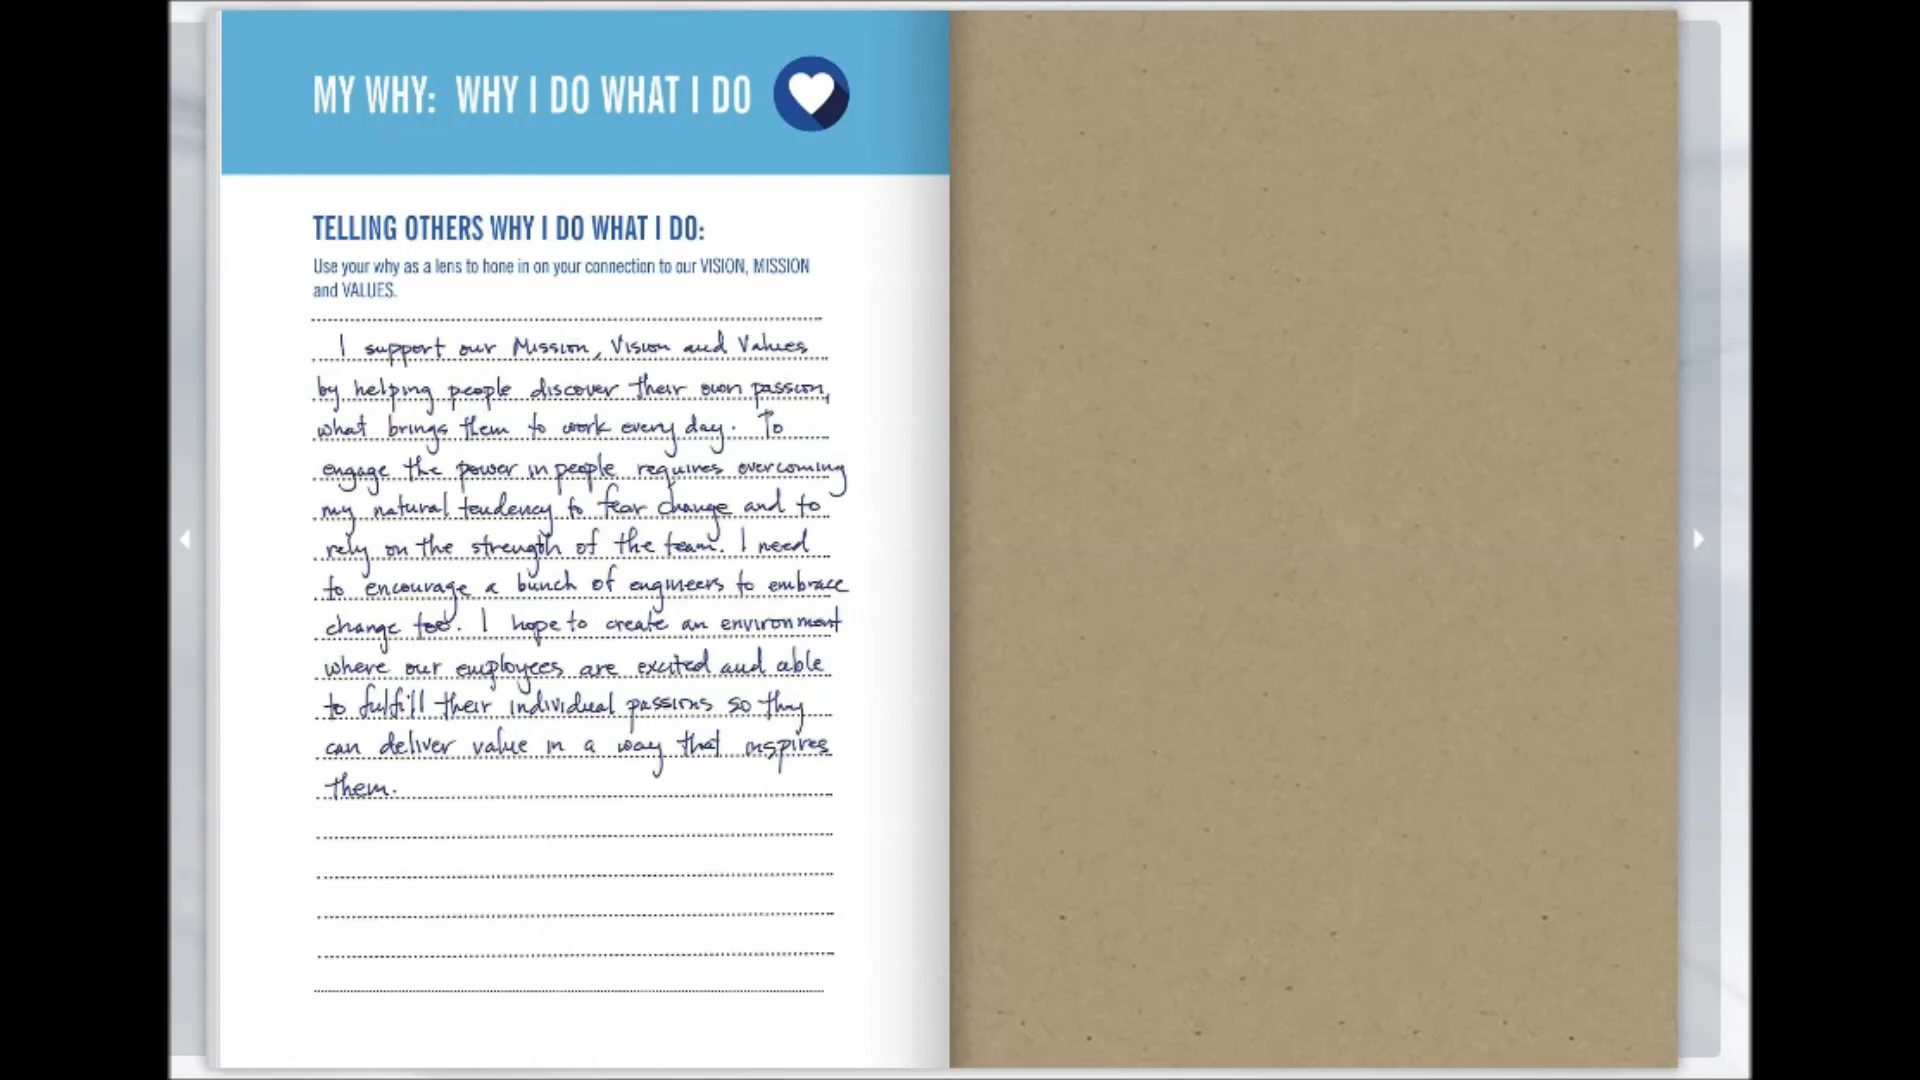 MY WHY: WHY I DO WHAT I DO
TELLING OTHERS WHY I DO WHAT I DO:
Use your why as a lens to hone in on your connection to our VISION, MISSION
and VALUES.
I support our Mission, Vision and Values
by helping people discover their own passion,
what brings them to work every day. To
engage the power in people requires overcoming
my natural tendency to fear change and to
rely on the strength of the team. I need
to encourage a bunch of engineers to embrace
change too. I hope to create an environment
where our employees are excited and able
to fulfill their individual passions so they
can deliver value in a way that inspires
them.